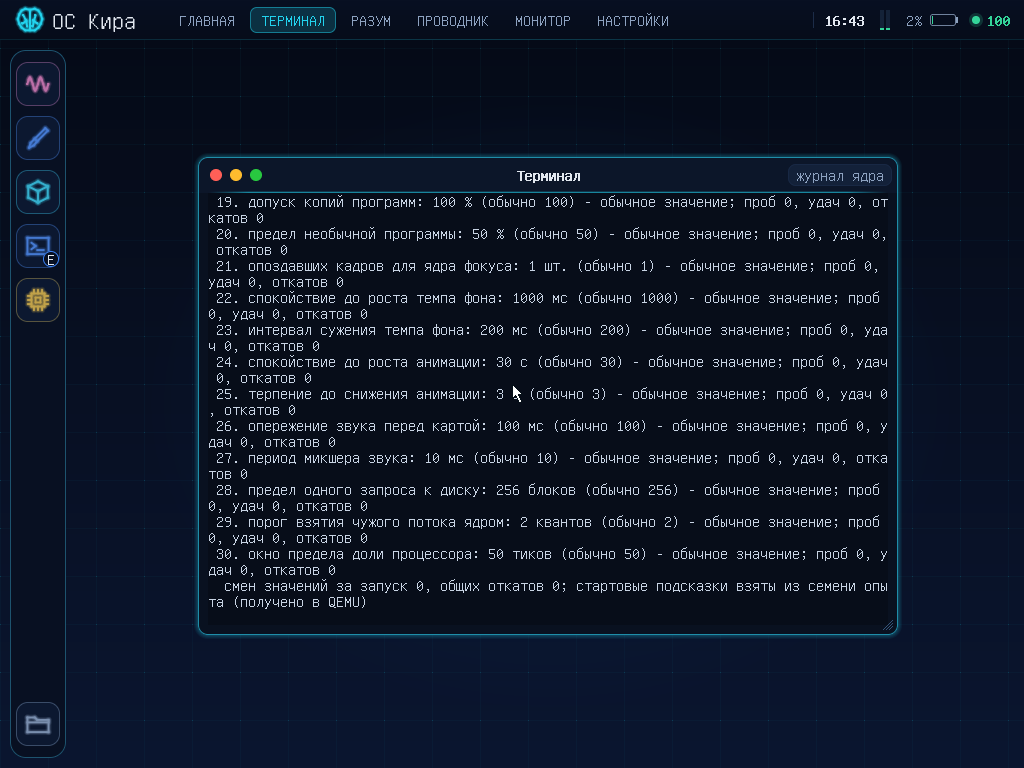 ОС Кира
ГЛАВНАЯ
ТЕРМИНАЛ
РАЗУМ
ПРОВОДНИК
МОНИТОР
НАСТРОЙКИ
16:43
2%
100
Терминал
журнал ядра
19. допуск копий программ: 100 % (обычно 100) - обычное значение; проб 0, удач 0, от
катов 0
20. предел необычной программы: 50 % (обычно 50) - обычное значение; проб 0, удач 0,
откатов 0
21. опоздавших кадров для ядра фокуса: 1 шт. (обычно 1) - обычное значение; проб 0,
удач 0, откатов 0
22. спокойствие до роста темпа фона: 1000 мс (обычно 1000) - обычное значение; проб
0, удач 0, откатов 0
23. интервал сужения темпа фона: 200 мс (обычно 200) - обычное значение; проб 0, уда
ч 0, откатов 0
24. спокойствие до роста анимации: 30 с (обычно 30) - обычное значение; проб 0, удач
0, откатов 0
25. терпение до снижения анимации: 3 (обычно 3) - обычное значение; проб 0, удач 0
, откатов 0
26. опережение звука перед картой: 100 мс (обычно 100) - обычное значение; проб 0, у
дач 0, откатов 0
27. период микшера звука: 10 мс (обычно 10) - обычное значение; проб 0, удач 0, отка
тов 0
28. предел одного запроса к диску: 256 блоков (обычно 256) - обычное значение; проб
0, удач 0, откатов 0
29. порог взятия чужого потока ядром: 2 квантов (обычно 2) - обычное значение; проб
0, удач 0, откатов 0
30. окно предела доли процессора: 50 тиков (обычно 50) - обычное значение; проб 0, у
дач 0, откатов 0
смен значений за запуск 0, общих откатов 0; стартовые подсказки взяты из семени опы
та (получено в QEMU)
E